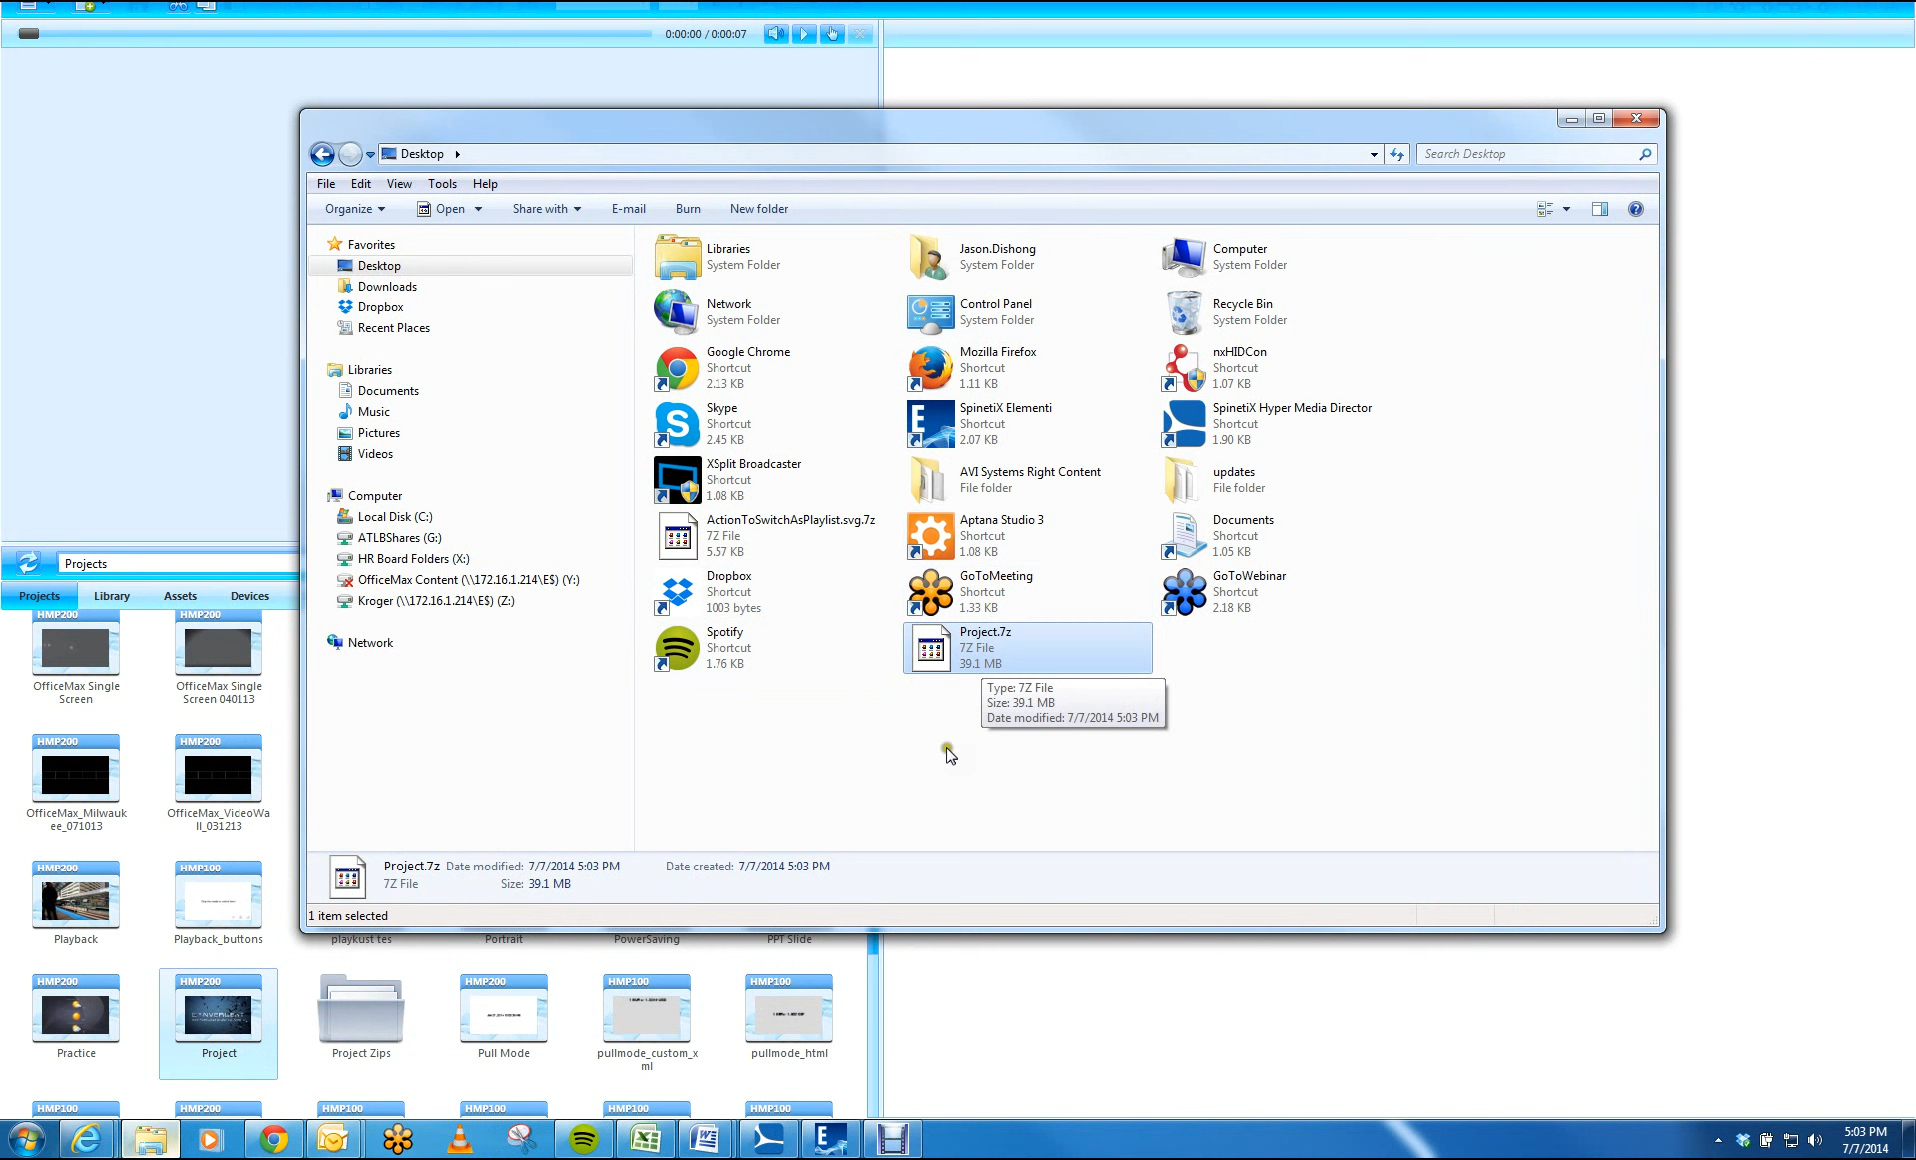 0:00:00 / 0:00:07
Desktop
Search Desktop
File Edit View Tools Help
Organize Open Share with E-mail Burn New folder
Favorites
Desktop
Downloads
Dropbox
Recent Places
Libraries
Documents
Music
Pictures
Videos
Computer
Local Disk (C:)
ATLBShares (G:)
HR Board Folders (X:)
OfficeMax Content (\\172.16.1.214\E$) (Y:)
Kroger (\\172.16.1.214\E$) (Z:)
Network
Libraries
System Folder
Jason.Dishong
System Folder
Computer
System Folder
Network
System Folder
Control Panel
System Folder
Recycle Bin
System Folder
Google Chrome
Shortcut
2.13 KB
Mozilla Firefox
Shortcut
1.11 KB
nxHIDCon
Shortcut
1.07 KB
Skype
Shortcut
2.45 KB
SpinetiX Elementi
Shortcut
2.07 KB
SpinetiX Hyper Media Director
Shortcut
1.90 KB
XSplit Broadcaster
Shortcut
1.08 KB
AVI Systems Right Content
File folder
updates
File folder
ActionToSwitchAsPlaylist.svg.7z
7Z File
5.57 KB
Aptana Studio 3
Shortcut
1.08 KB
Documents
Shortcut
1.05 KB
Dropbox
Shortcut
1003 bytes
GoToMeeting
Shortcut
1.33 KB
GoToWebinar
Shortcut
2.18 KB
Spotify
Shortcut
1.76 KB
Project.7z
7Z File
39.1 MB
Type: 7Z File
Size: 39.1 MB
Date modified: 7/7/2014 5:03 PM
Project.7z Date modified: 7/7/2014 5:03 PM Date created: 7/7/2014 5:03 PM
7Z File Size: 39.1 MB
1 item selected
Projects
Projects Library Assets Devices
HMP200
OfficeMax Single
Screen
HMP200
OfficeMax Single
Screen 040113
HMP200
OfficeMax_Milwauk
ee_071013
HMP200
OfficeMax_VideoWa
ll_031213
HMP200
Playback
HMP100
Playback_buttons
playkust tes
Portrait
PowerSaving
PPT Slide
HMP200
Practice
HMP200
Project
Project Zips
HMP200
Pull Mode
HMP100
pullmode_custom_x
ml
HMP100
pullmode_html
HMP100 HMP200 HMP100 HMP100 HMP100 HMP100
5:03 PM
7/7/2014